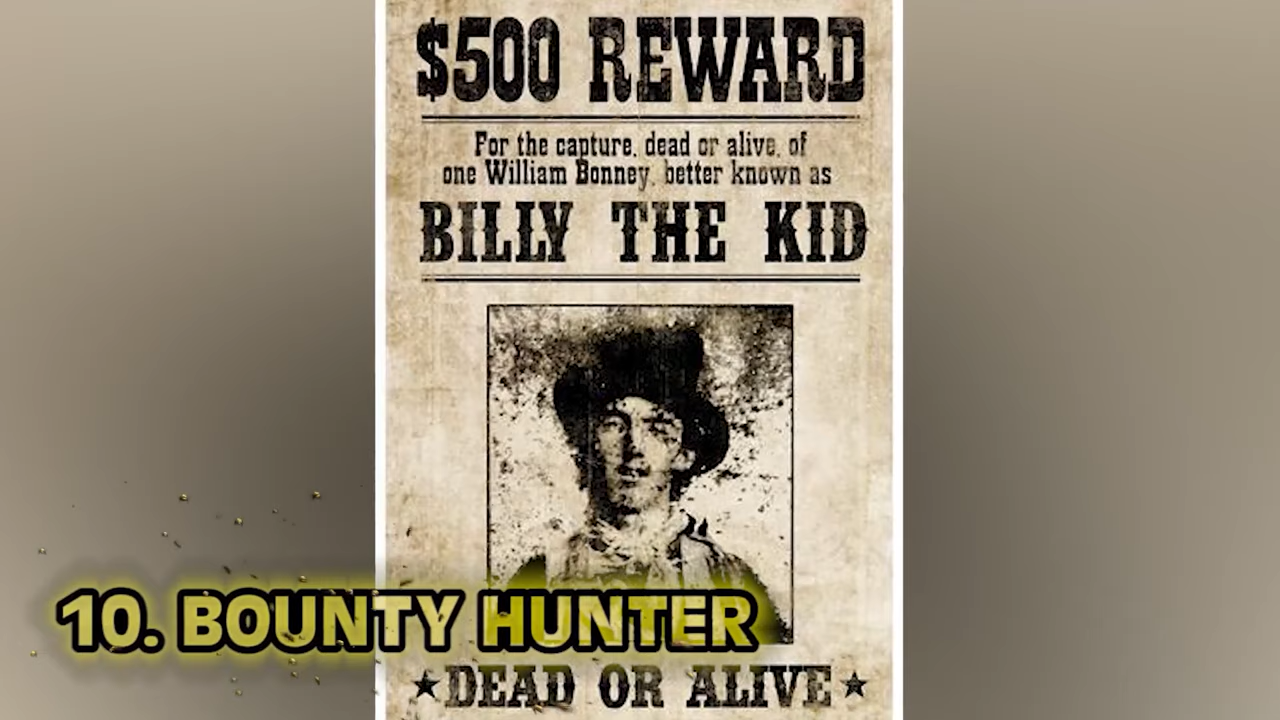 $500 REWARD
For the capture, dead or alive, of
one William Bonney, better known as
BILLY THE KID
10. BOUNTY HUNTER
★DEAD OR ALIVE★